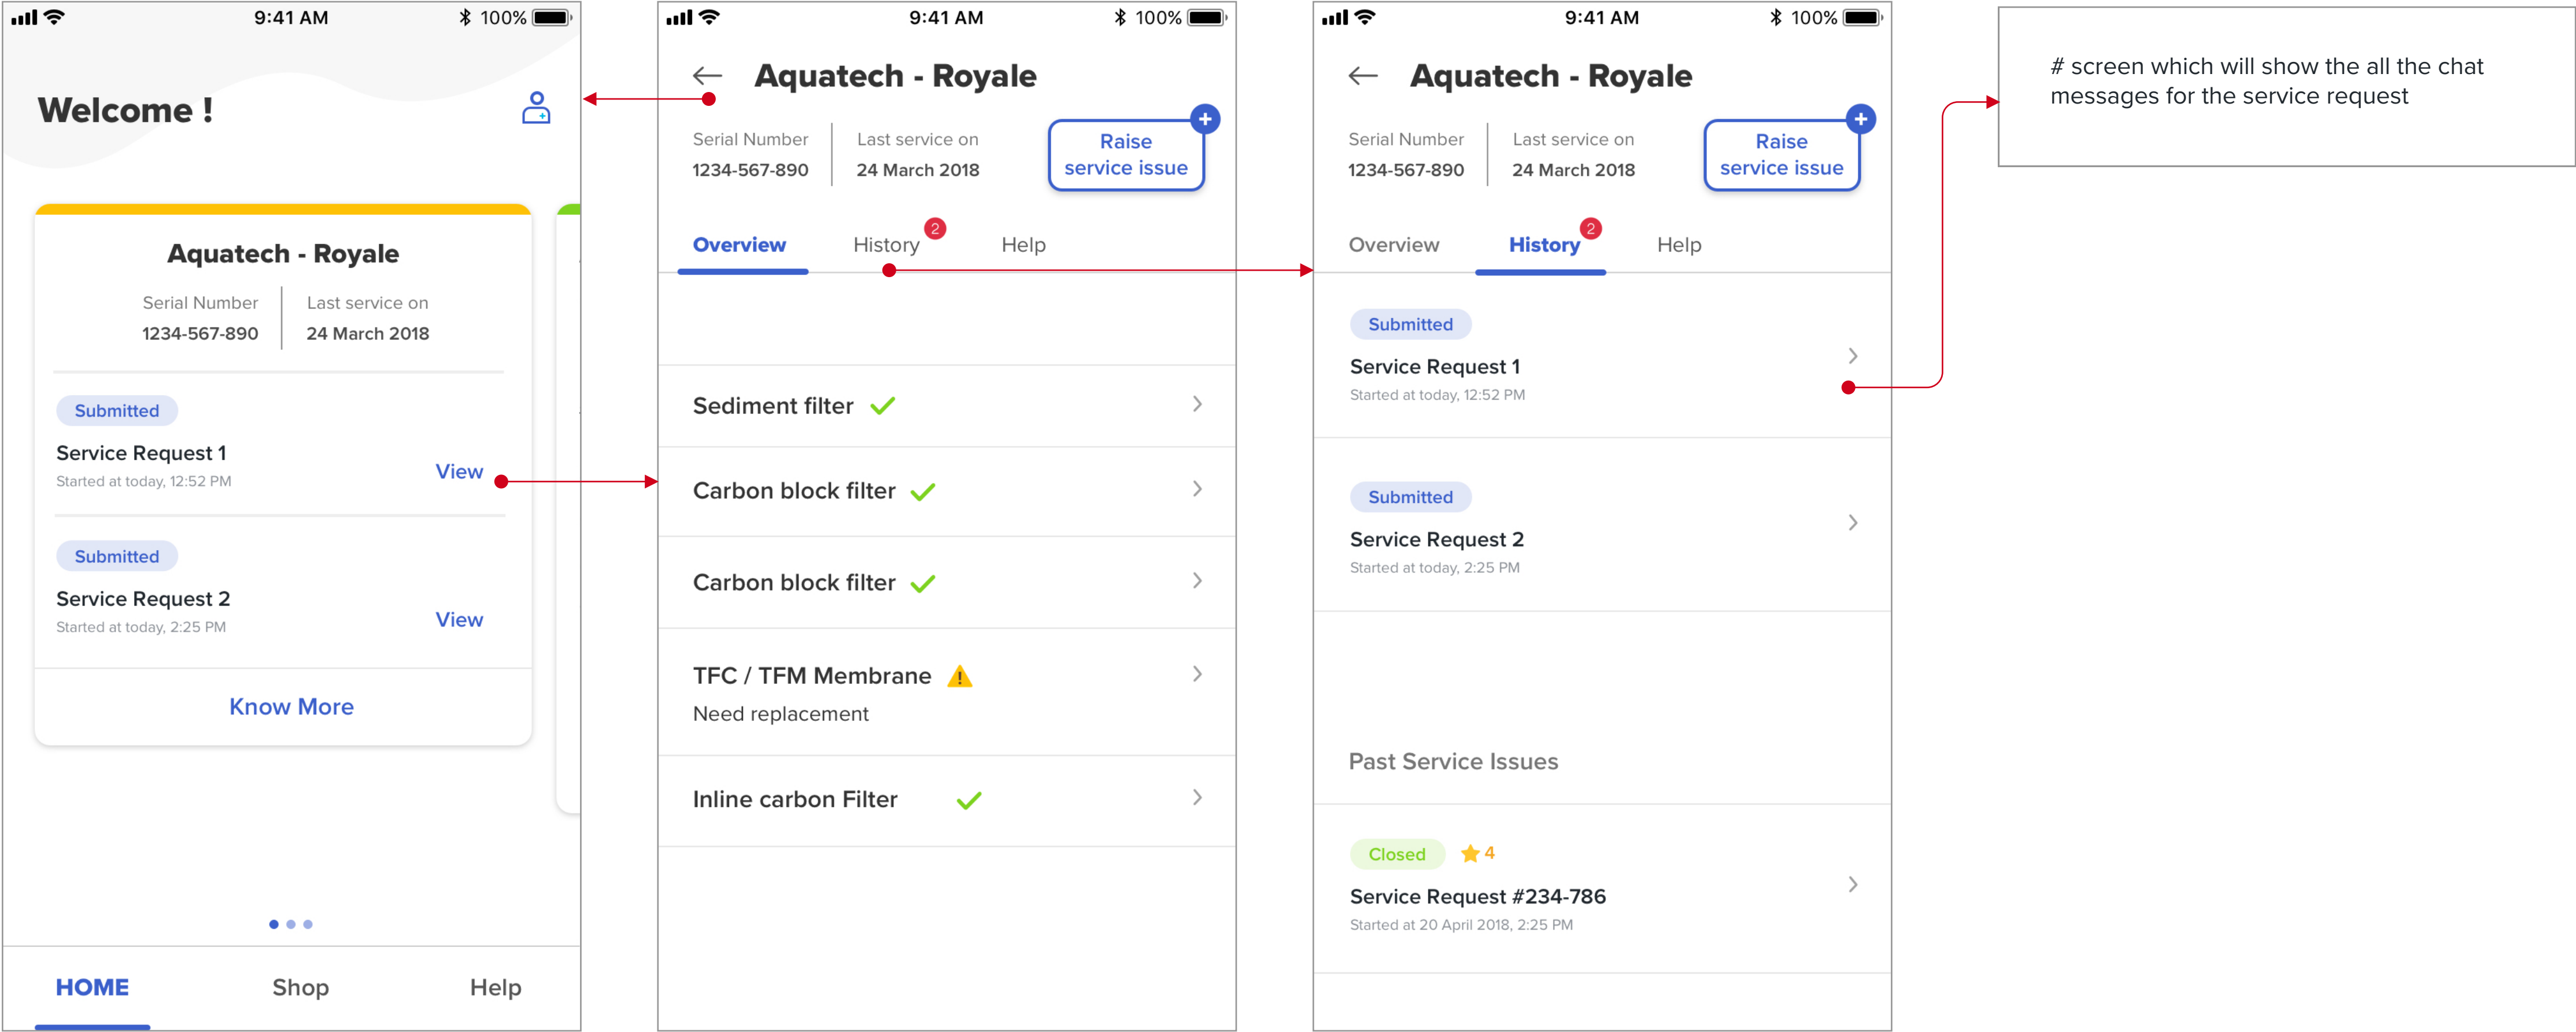 9:41 AM
100%
Welcome !
Aquatech - Royale
Serial Number
1234-567-890
Last service on
24 March 2018
Submitted
Service Request 1
Started at today, 12:52 PM
View
Submitted
Service Request 2
Started at today, 2:25 PM
View
Know More
HOME
Shop
Help
9:41 AM
100%
Aquatech - Royale
Serial Number
1234-567-890
Last service on
24 March 2018
Raise
service issue
Overview
History
2
Help
Sediment filter
Carbon block filter
Carbon block filter
TFC / TFM Membrane
Need replacement
Inline carbon Filter
9:41 AM
100%
Aquatech - Royale
Serial Number
1234-567-890
Last service on
24 March 2018
Raise
service issue
Overview
History
2
Help
Submitted
Service Request 1
Started at today, 12:52 PM
Submitted
Service Request 2
Started at today, 2:25 PM
Past Service Issues
Closed
4
Service Request #234-786
Started at 20 April 2018, 2:25 PM
# screen which will show the all the chat
messages for the service request